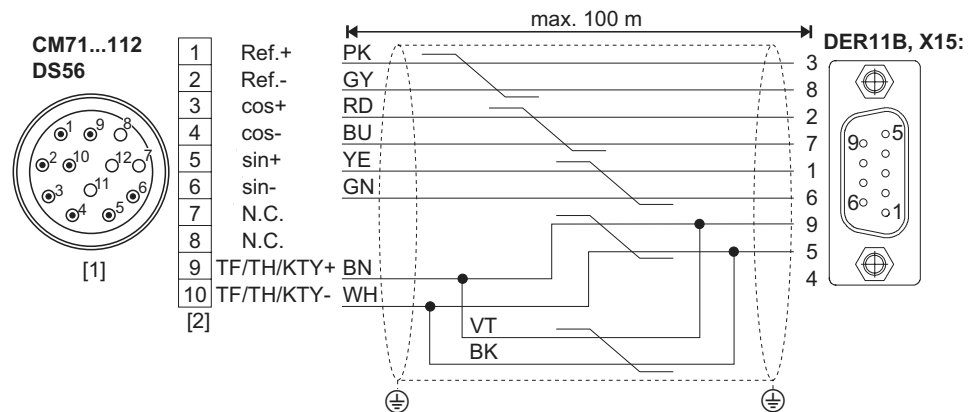 max. 100 m
CM71...112
DS56
DER11B, X15:
1 Ref.+ PK 3
2 Ref.- GY 8
3 cos+ RD 2
4 cos- BU 7
5 sin+ YE 1
6 sin- GN 6
7 N.C. 9
8 N.C. 5
9 TF/TH/KTY+ BN 4
10 TF/TH/KTY- WH
[2]
VT
BK
1 9 8
2 10 12 7
3 11 6
4 5
[1]
9 5
6 1